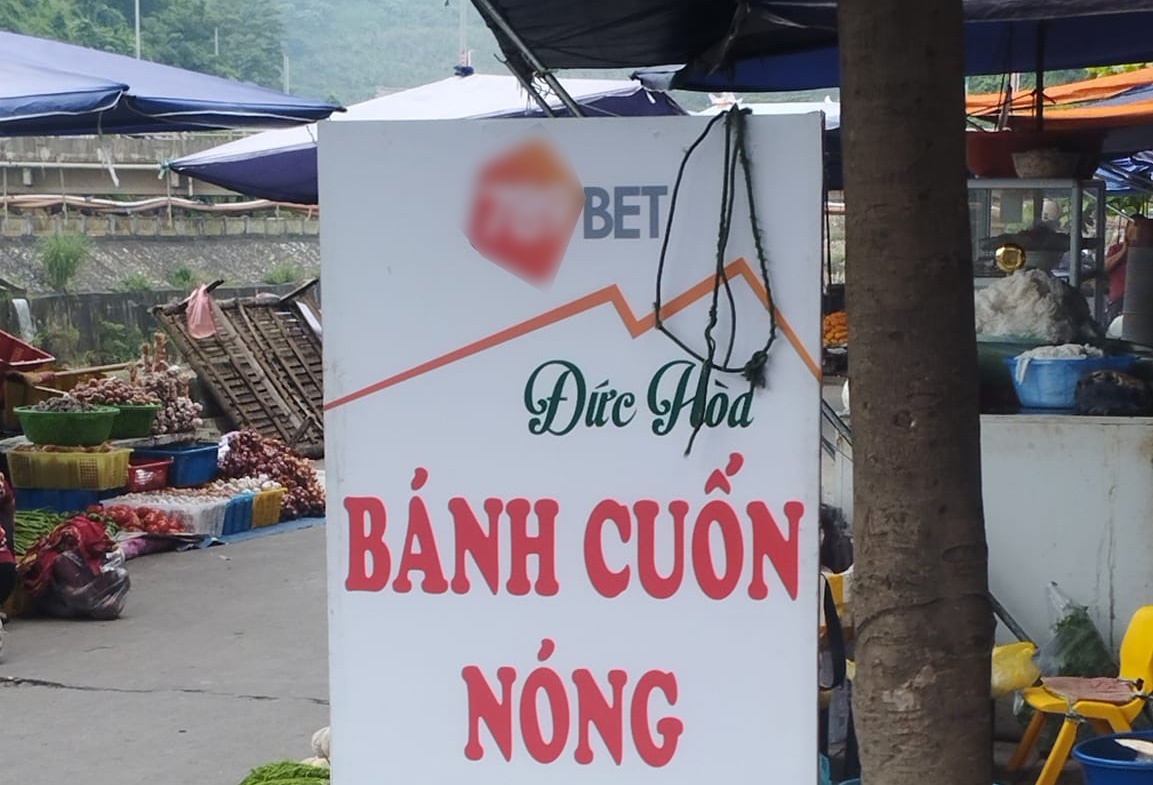 BET
Đức Hòa
BÁNH CUỐN
NÓNG